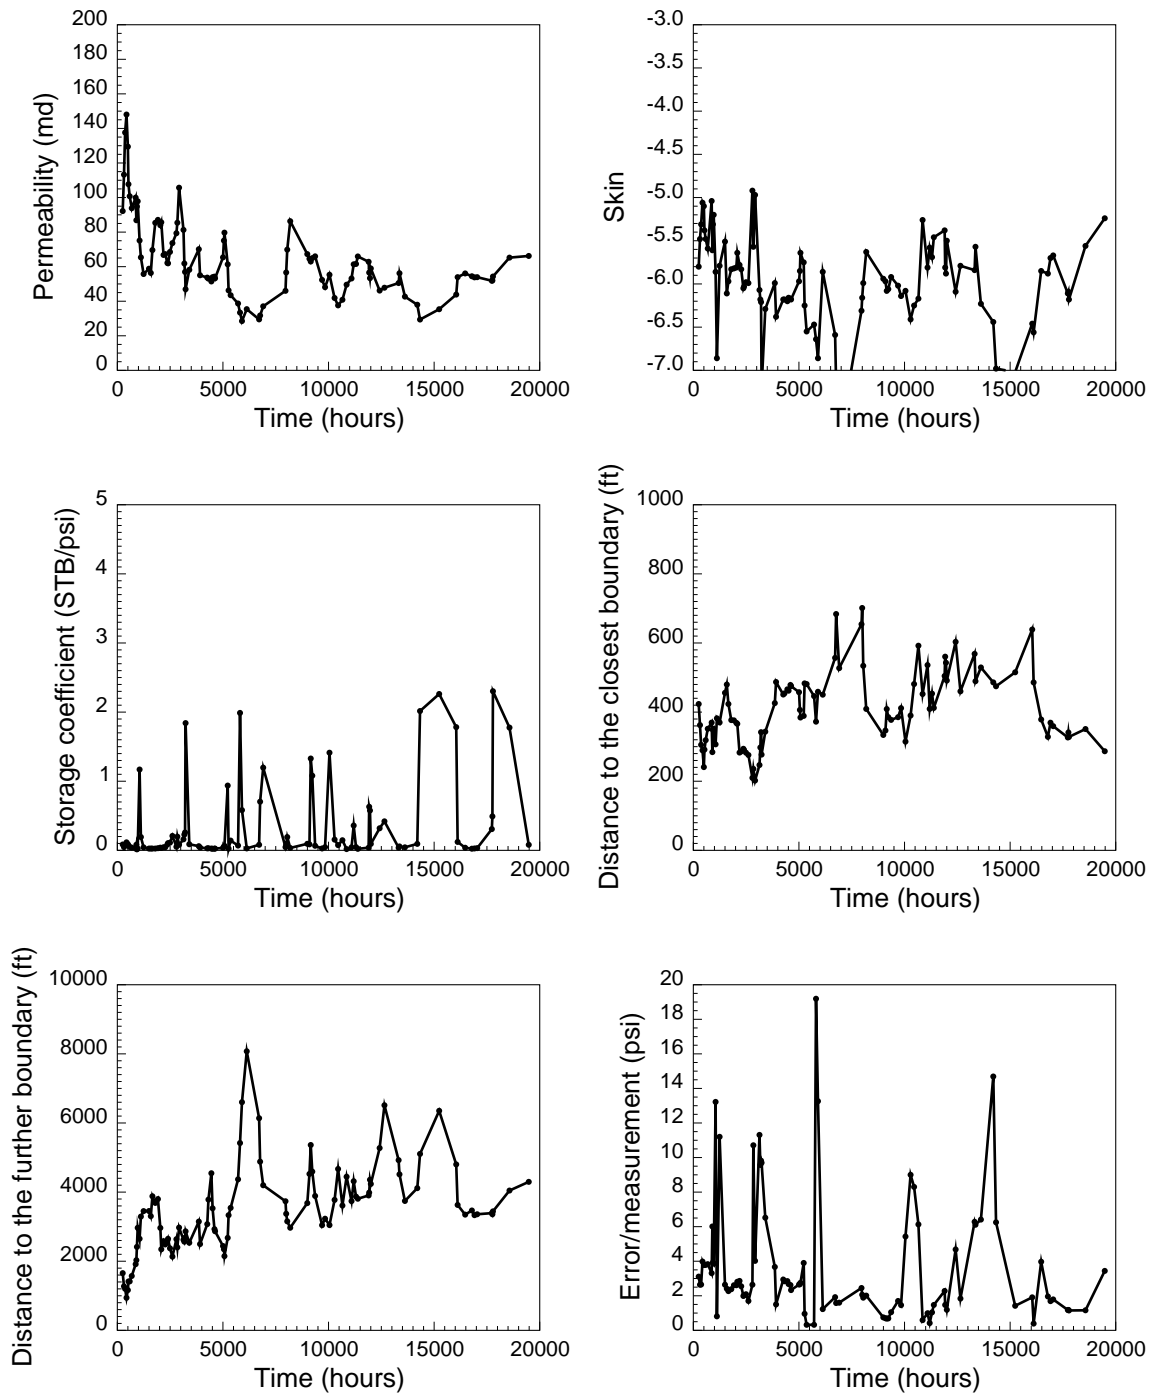 Permeability (md)
200
180
160
140
120
100
80
60
40
20
0
0 5000 10000 15000 20000
Time (hours)
Skin
-3.0
-3.5
-4.0
-4.5
-5.0
-5.5
-6.0
-6.5
-7.0
0 5000 10000 15000 20000
Time (hours)
Storage coefficient (STB/psi)
5
4
3
2
1
0
0 5000 10000 15000 20000
Time (hours)
Distance to the closest boundary (ft)
1000
800
600
400
200
0
0 5000 10000 15000 20000
Time (hours)
Distance to the further boundary (ft)
10000
8000
6000
4000
2000
0
0 5000 10000 15000 20000
Time (hours)
Error/measurement (psi)
20
18
16
14
12
10
8
6
4
2
0
0 5000 10000 15000 20000
Time (hours)